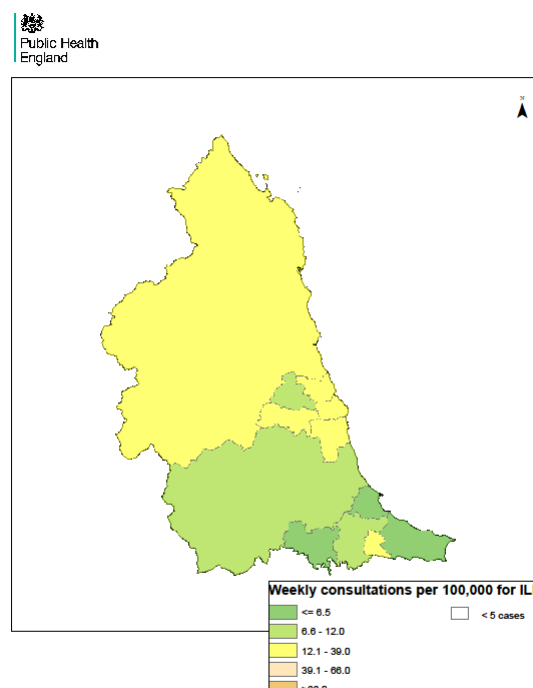 Public Health
England
N
Weekly consultations per 100,000 for IL
<= 6.5
< 5 cases
6.6 - 12.0
12.1 - 39.0
39.1 - 66.0